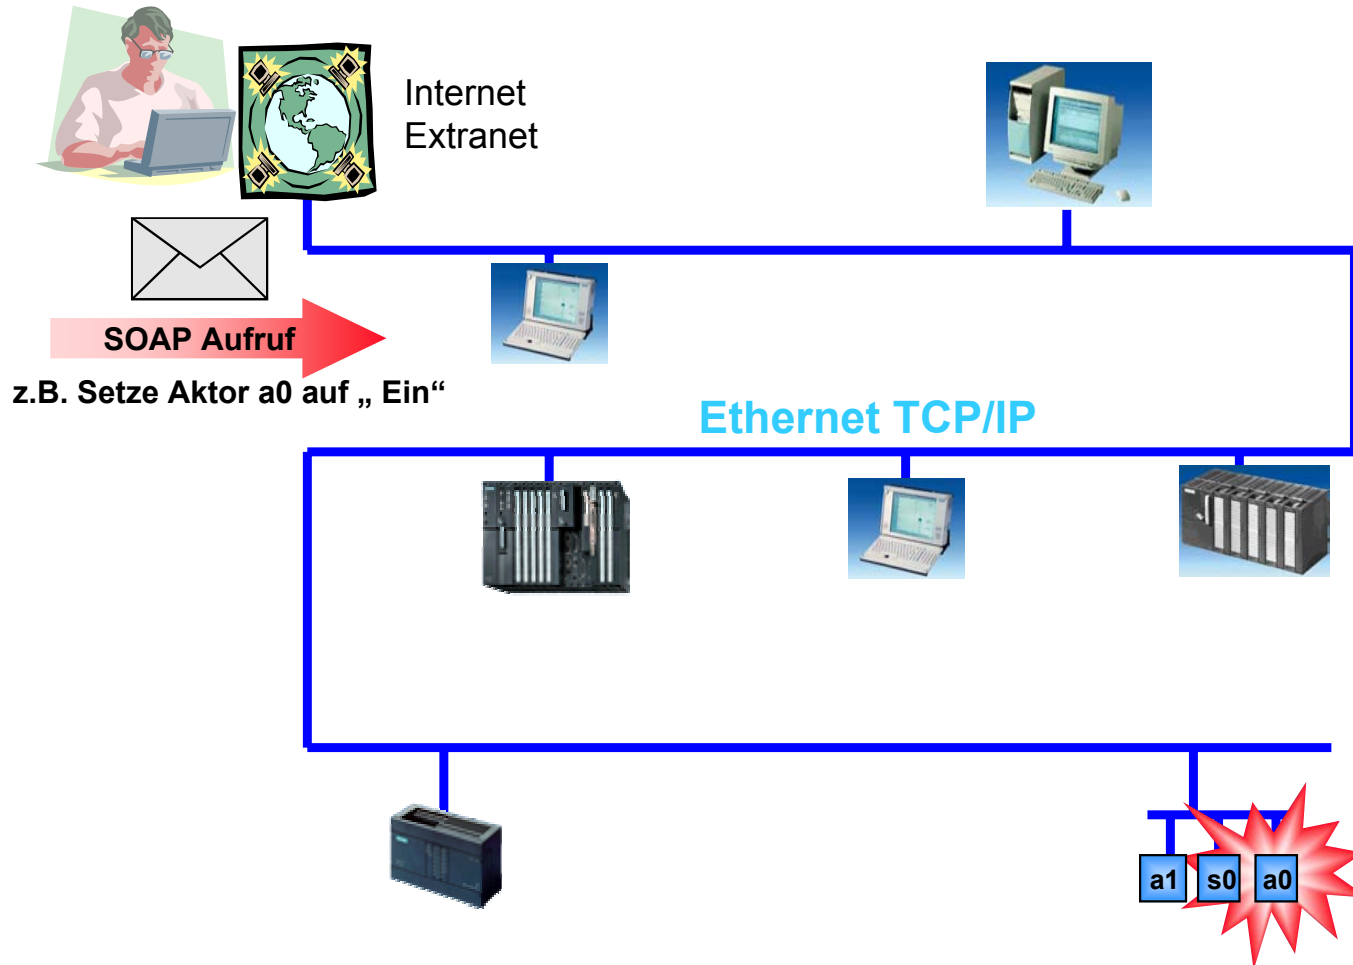 Internet
Extranet
SOAP Aufruf
z.B. Setze Aktor a0 auf „ Ein“
Ethernet TCP/IP
a1 s0 a0